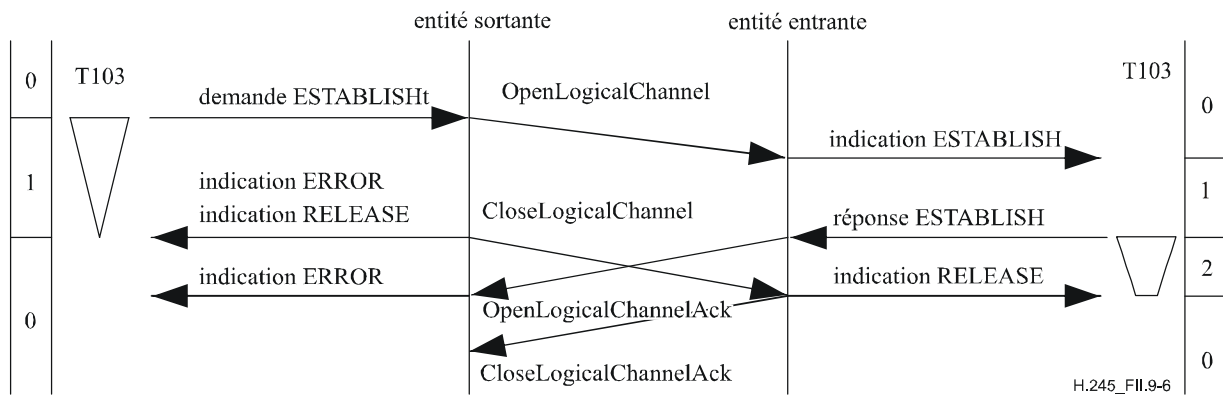 entité sortante
entité entrante
0
T103
T103
0
demande ESTABLISHt
OpenLogicalChannel
indication ESTABLISH
1
indication ERROR
1
indication RELEASE
CloseLogicalChannel
réponse ESTABLISH
indication ERROR
indication RELEASE
2
OpenLogicalChannelAck
0
0
CloseLogicalChannelAck
H.245_FII.9-6